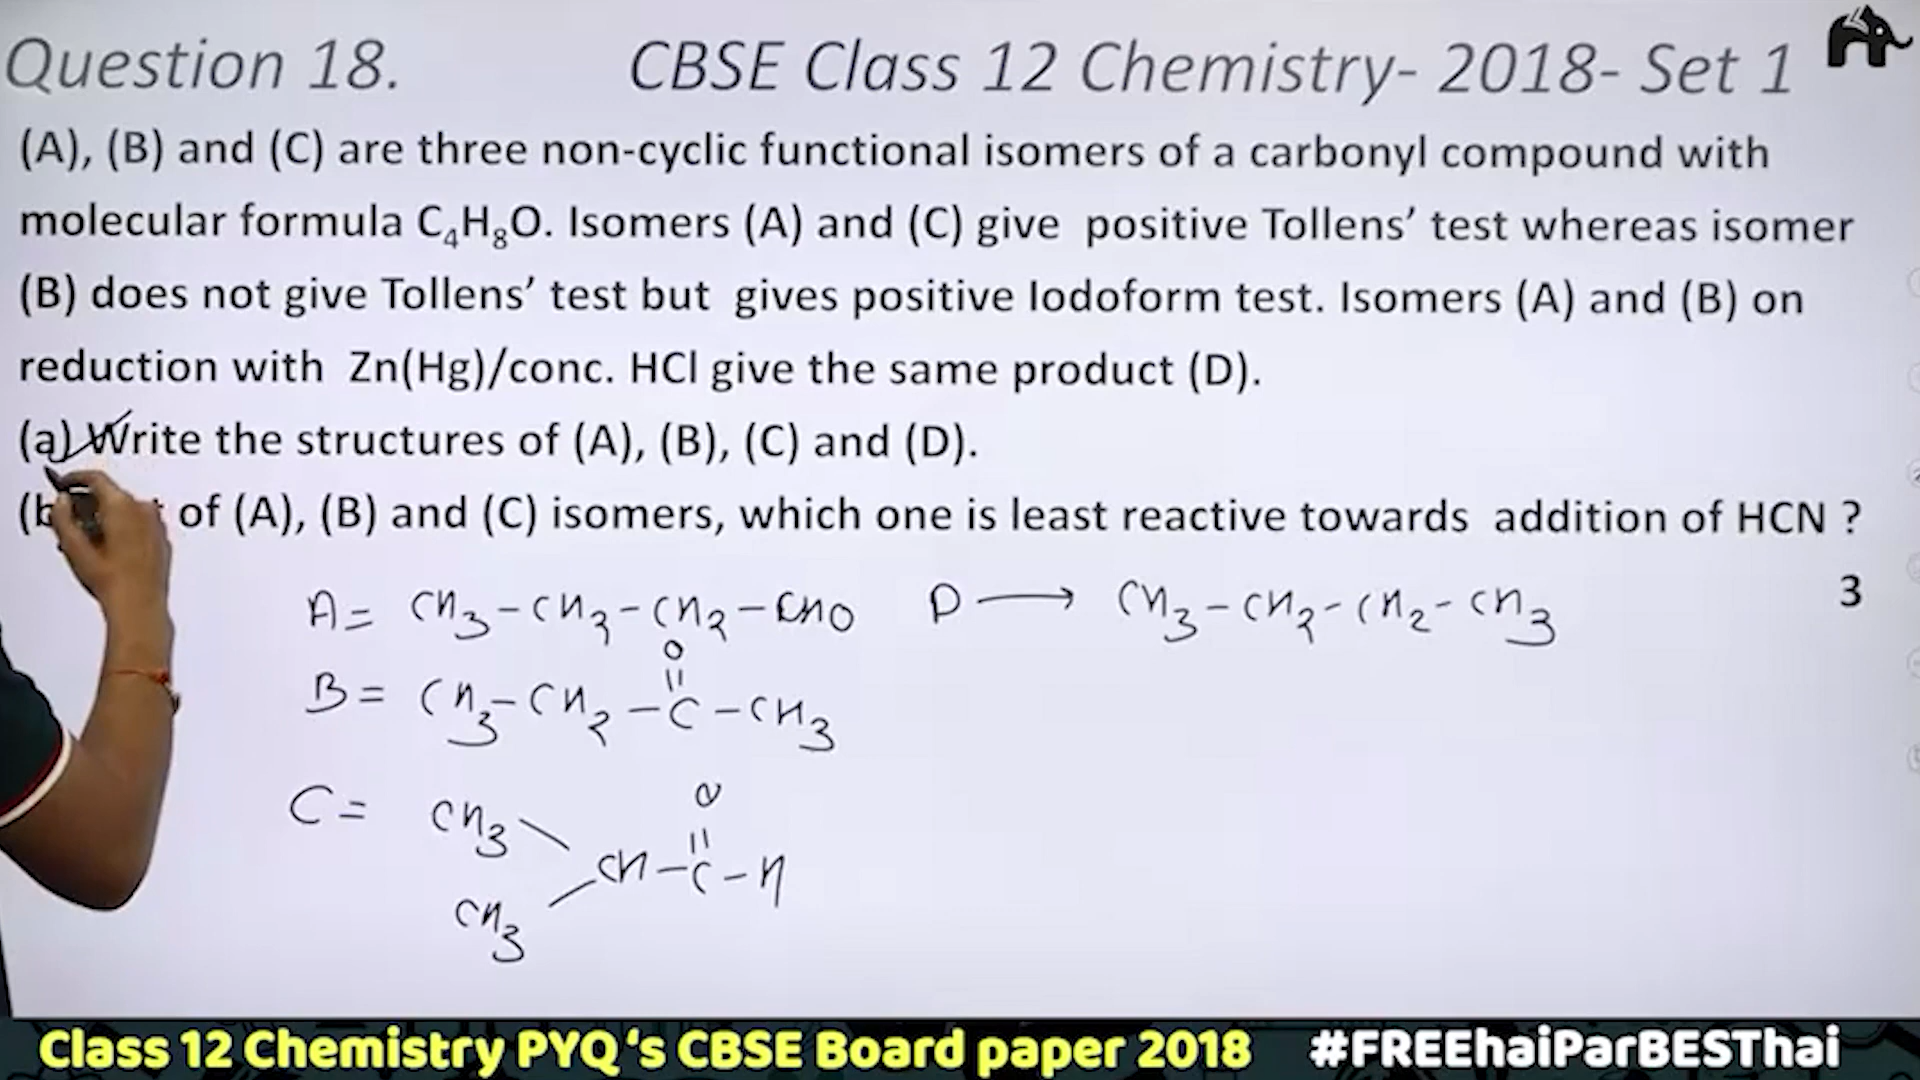 Question 18. CBSE Class 12 Chemistry- 2018- Set 1
(A), (B) and (C) are three non-cyclic functional isomers of a carbonyl compound with
molecular formula C₄H₈O. Isomers (A) and (C) give positive Tollens’ test whereas isomer
(B) does not give Tollens’ test but gives positive Iodoform test. Isomers (A) and (B) on
reduction with Zn(Hg)/conc. HCl give the same product (D).
(a) Write the structures of (A), (B), (C) and (D).
(b of (A), (B) and (C) isomers, which one is least reactive towards addition of HCN ?
3
A= CH₃-CH₂-CH₂-CHO D → CH₃-CH₂-CH₂-CH₃
O
||
B= CH₃-CH₂-C-CH₃
O
C= CH₃ \ ||
CH-C-H
CH₃ /
Class 12 Chemistry PYQ‘s CBSE Board paper 2018 #FREEhaiParBESThai